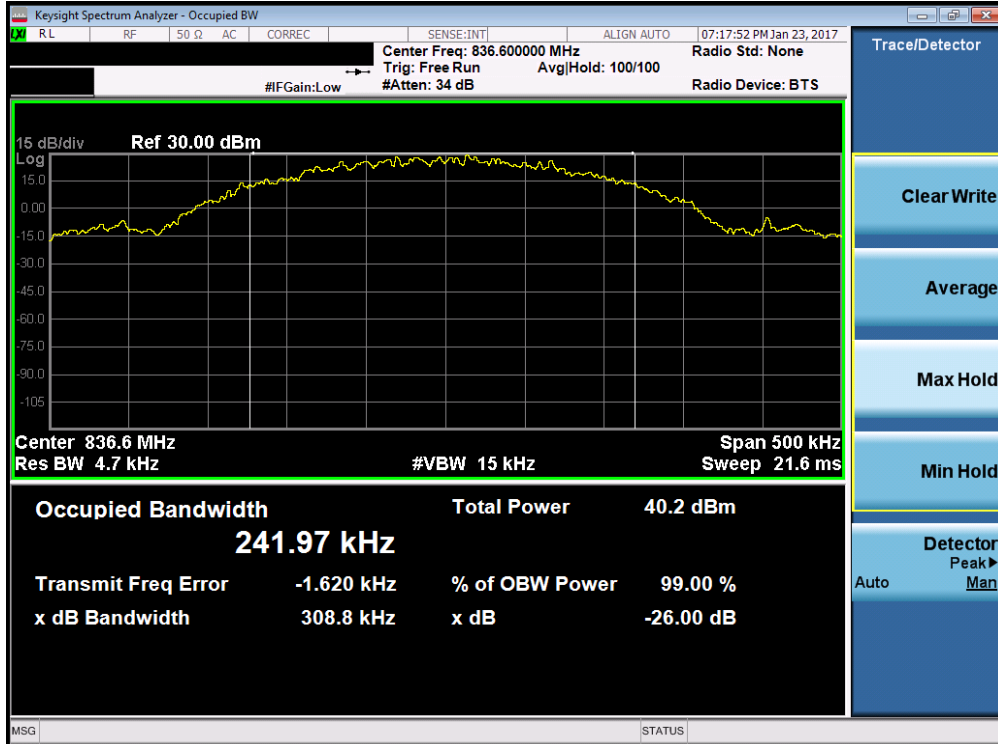 Keysight Spectrum Analyzer - Occupied BW
LXI RL RF 50 Ω AC CORREC SENSE:INT ALIGN AUTO 07:17:52 PM Jan 23, 2017
Center Freq: 836.600000 MHz Radio Std: None
Trig: Free Run Avg|Hold: 100/100
#IFGain:Low #Atten: 34 dB Radio Device: BTS
Trace/Detector
15 dB/div Ref 30.00 dBm
Log
15.0
0.00
-15.0
-30.0
-45.0
-60.0
-75.0
-90.0
-105
Center 836.6 MHz Span 500 kHz
Res BW 4.7 kHz #VBW 15 kHz Sweep 21.6 ms
Occupied Bandwidth Total Power 40.2 dBm
241.97 kHz
Transmit Freq Error -1.620 kHz % of OBW Power 99.00 %
x dB Bandwidth 308.8 kHz x dB -26.00 dB
Clear Write
Average
Max Hold
Min Hold
Detector
Peak▶
Auto Man
MSG STATUS